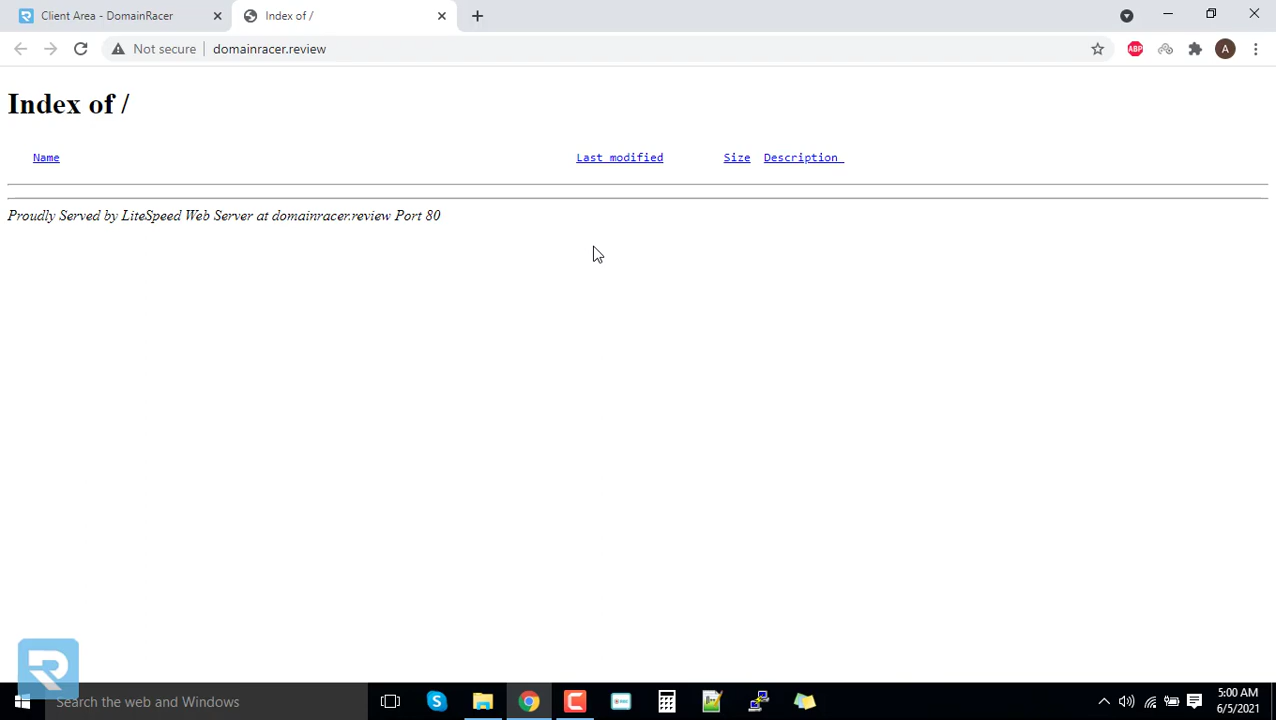 Client Area - DomainRacer
Index of /
Not secure
domainracer.review
ABP
A
Index of /
Name Last modified Size Description
Proudly Served by LiteSpeed Web Server at domainracer.review Port 80
Search the web and Windows
5:00 AM
6/5/2021